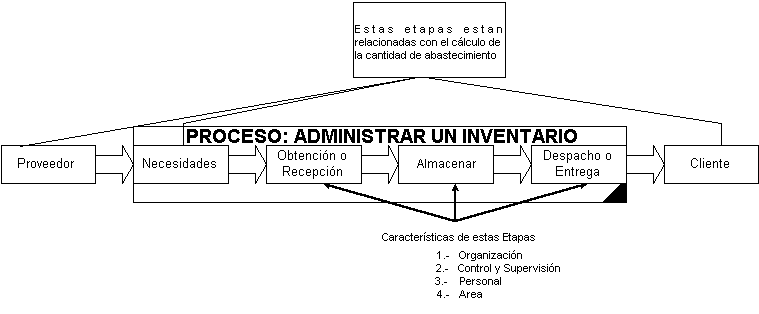 Estas etapas estan
relacionadas con el cálculo de
la cantidad de abastecimiento
PROCESO: ADMINISTRAR UN INVENTARIO
Proveedor
Necesidades
Obtención o
Recepción
Almacenar
Despacho o
Entrega
Cliente
Características de estas Etapas
1.- Organización
2.- Control y Supervisión
3.- Personal
4.- Area